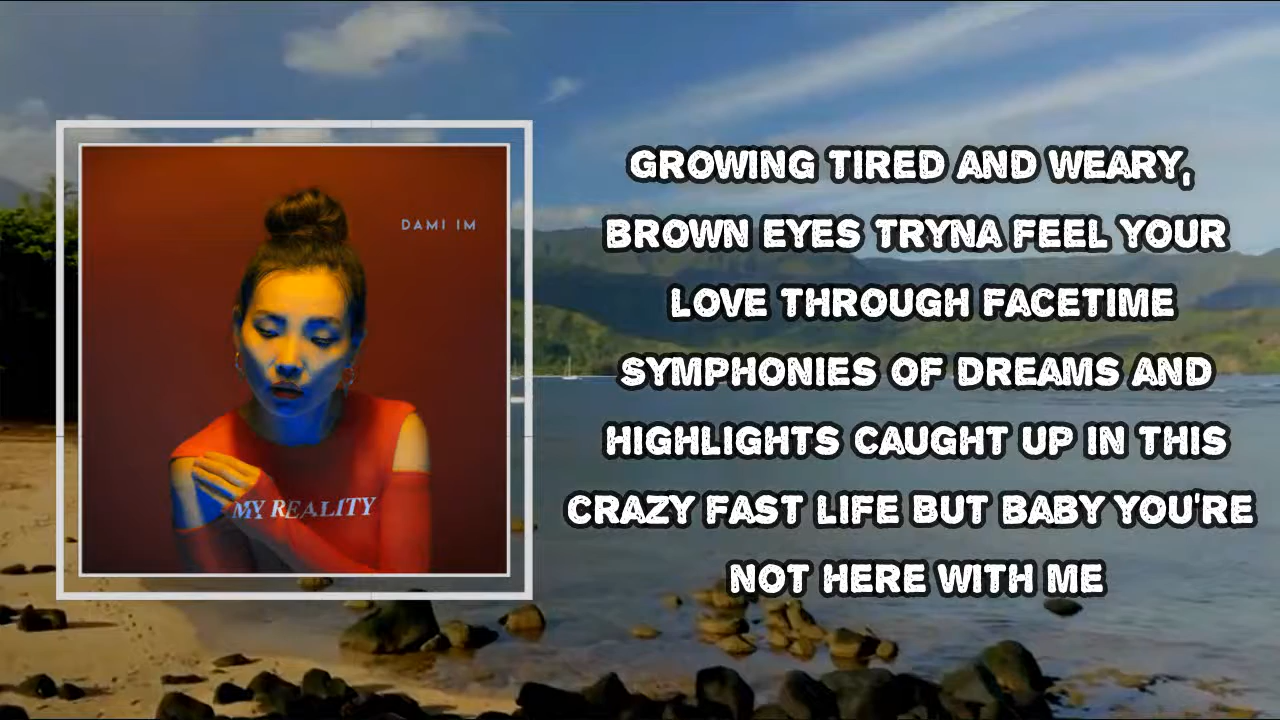 DAMI IM
MY REALITY
GROWING TIRED AND WEARY,
BROWN EYES TRYNA FEEL YOUR
LOVE THROUGH FACETIME
SYMPHONIES OF DREAMS AND
HIGHLIGHTS CAUGHT UP IN THIS
CRAZY FAST LIFE BUT BABY YOU'RE
NOT HERE WITH ME